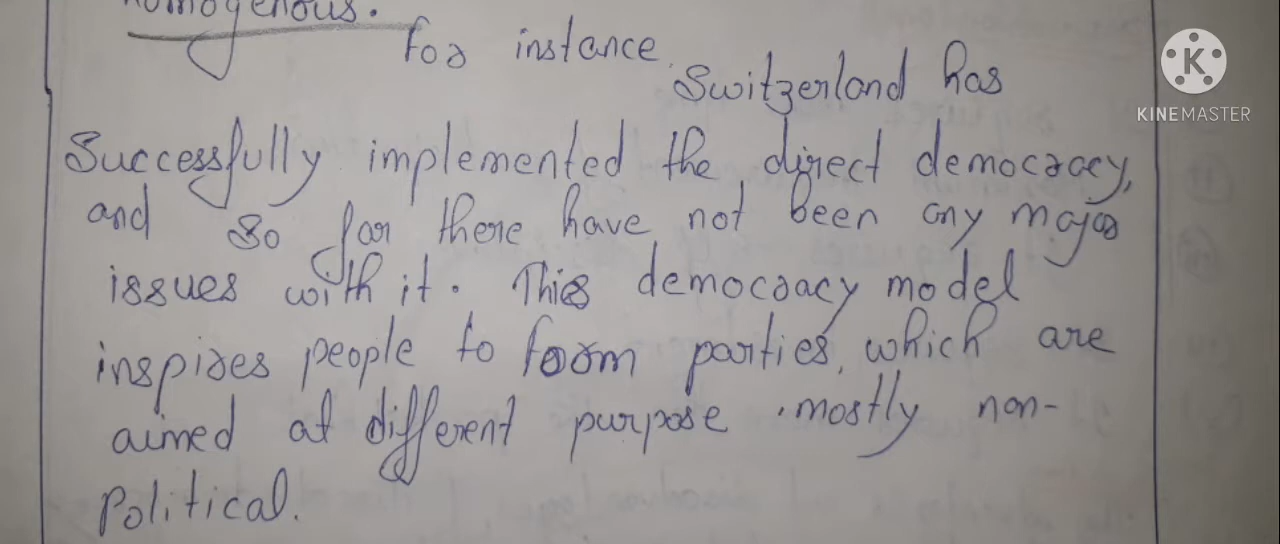 homogenous.
For instance,
Switzerland has
Successfully implemented the direct democracy,
and so far there have not been any major
issues with it. This democracy model
inspires people to form parties, which are
aimed at different purpose mostly non-
political.
K
KINEMASTER